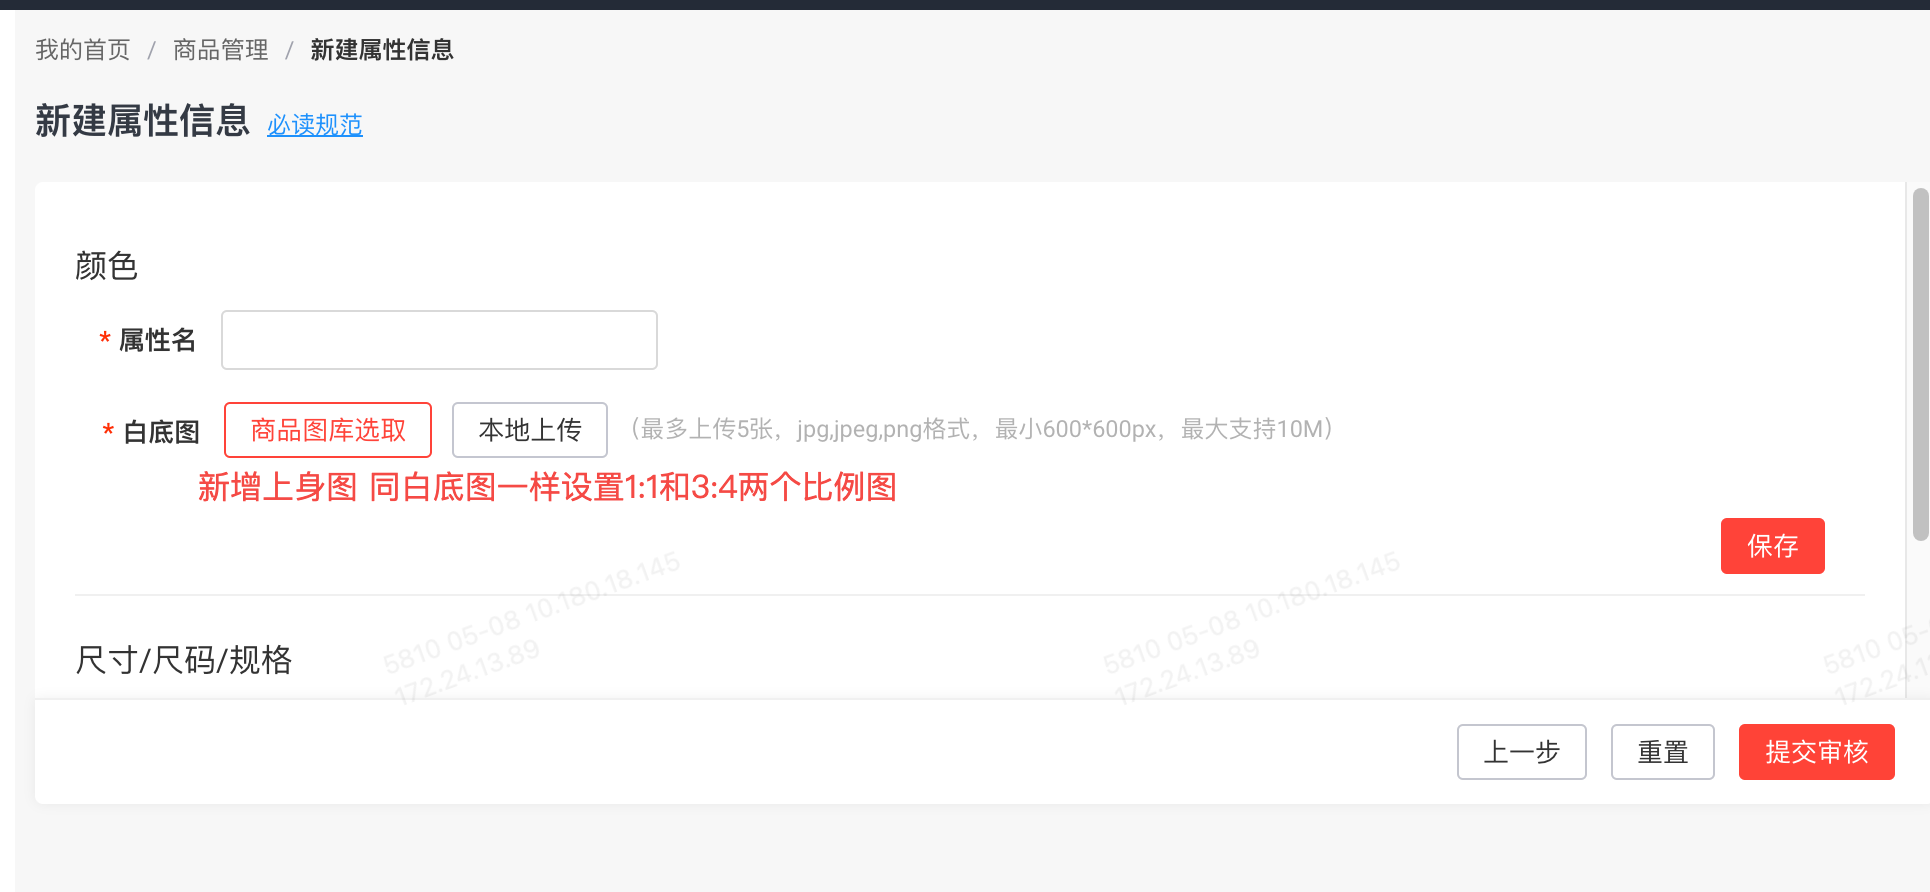 我的首页 / 商品管理 / 新建属性信息
新建属性信息 必读规范
颜色
* 属性名
* 白底图 商品图库选取 本地上传 （最多上传5张，jpg,jpeg,png格式，最小600*600px，最大支持10M）
新增上身图 同白底图一样设置1:1和3:4两个比例图
保存
5810 05-08 10.180.18.145
172.24.13.89
5810 05-08 10.180.18.145
172.24.13.89
5810 05-
172.24.1
尺寸/尺码/规格
上一步 重置 提交审核